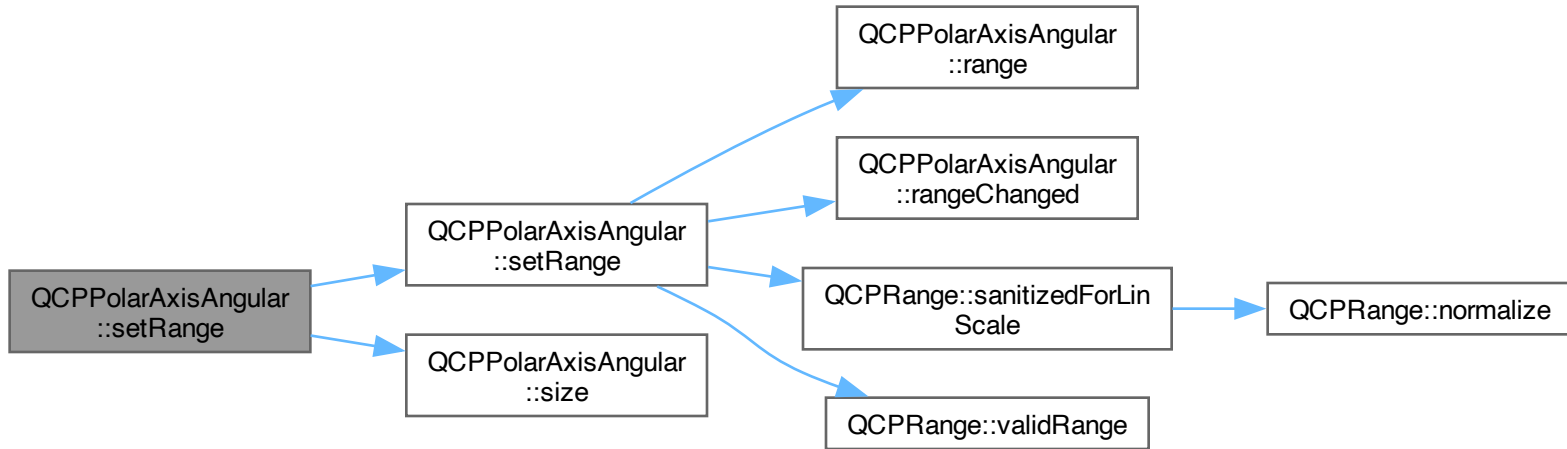 QCPPolarAxisAngular
::setRange
QCPPolarAxisAngular
::setRange
QCPPolarAxisAngular
::size
QCPPolarAxisAngular
::range
QCPPolarAxisAngular
::rangeChanged
QCPRange::sanitizedForLin
Scale
QCPRange::validRange
QCPRange::normalize